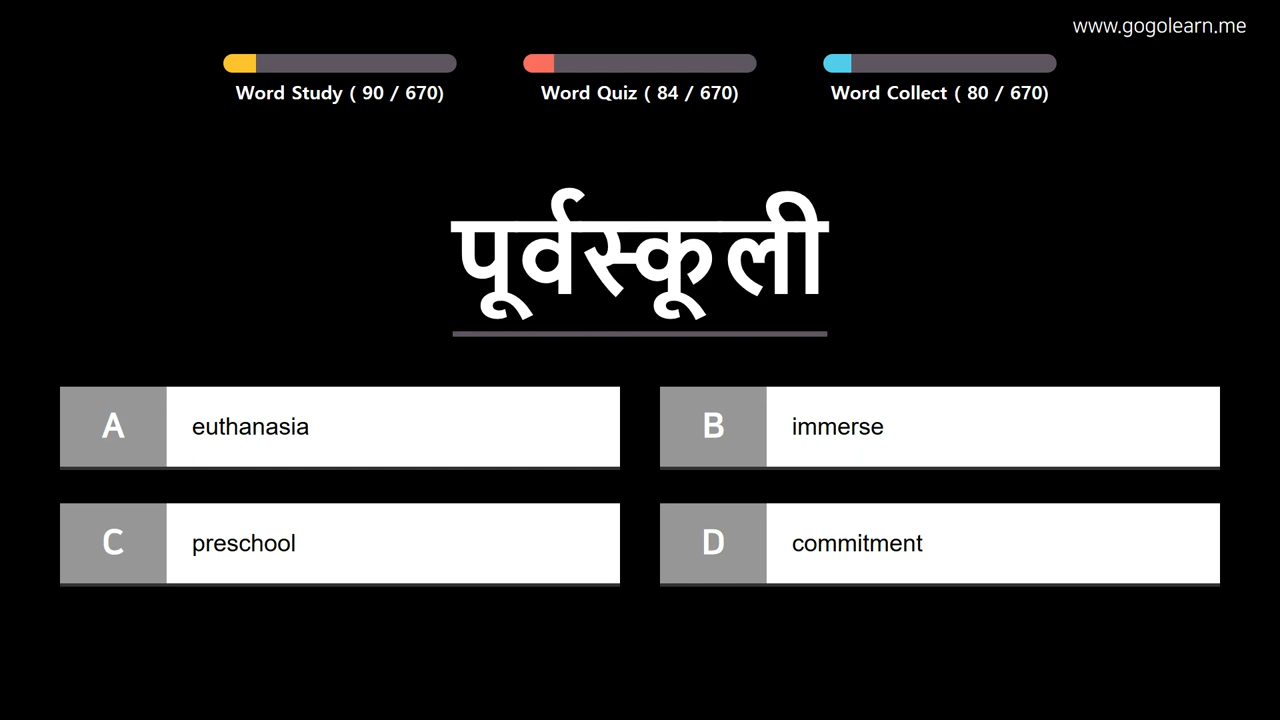 www.gogolearn.me
Word Study ( 90 / 670)
Word Quiz ( 84 / 670)
Word Collect ( 80 / 670)
पूर्वस्कूली
A euthanasia
B immerse
C preschool
D commitment